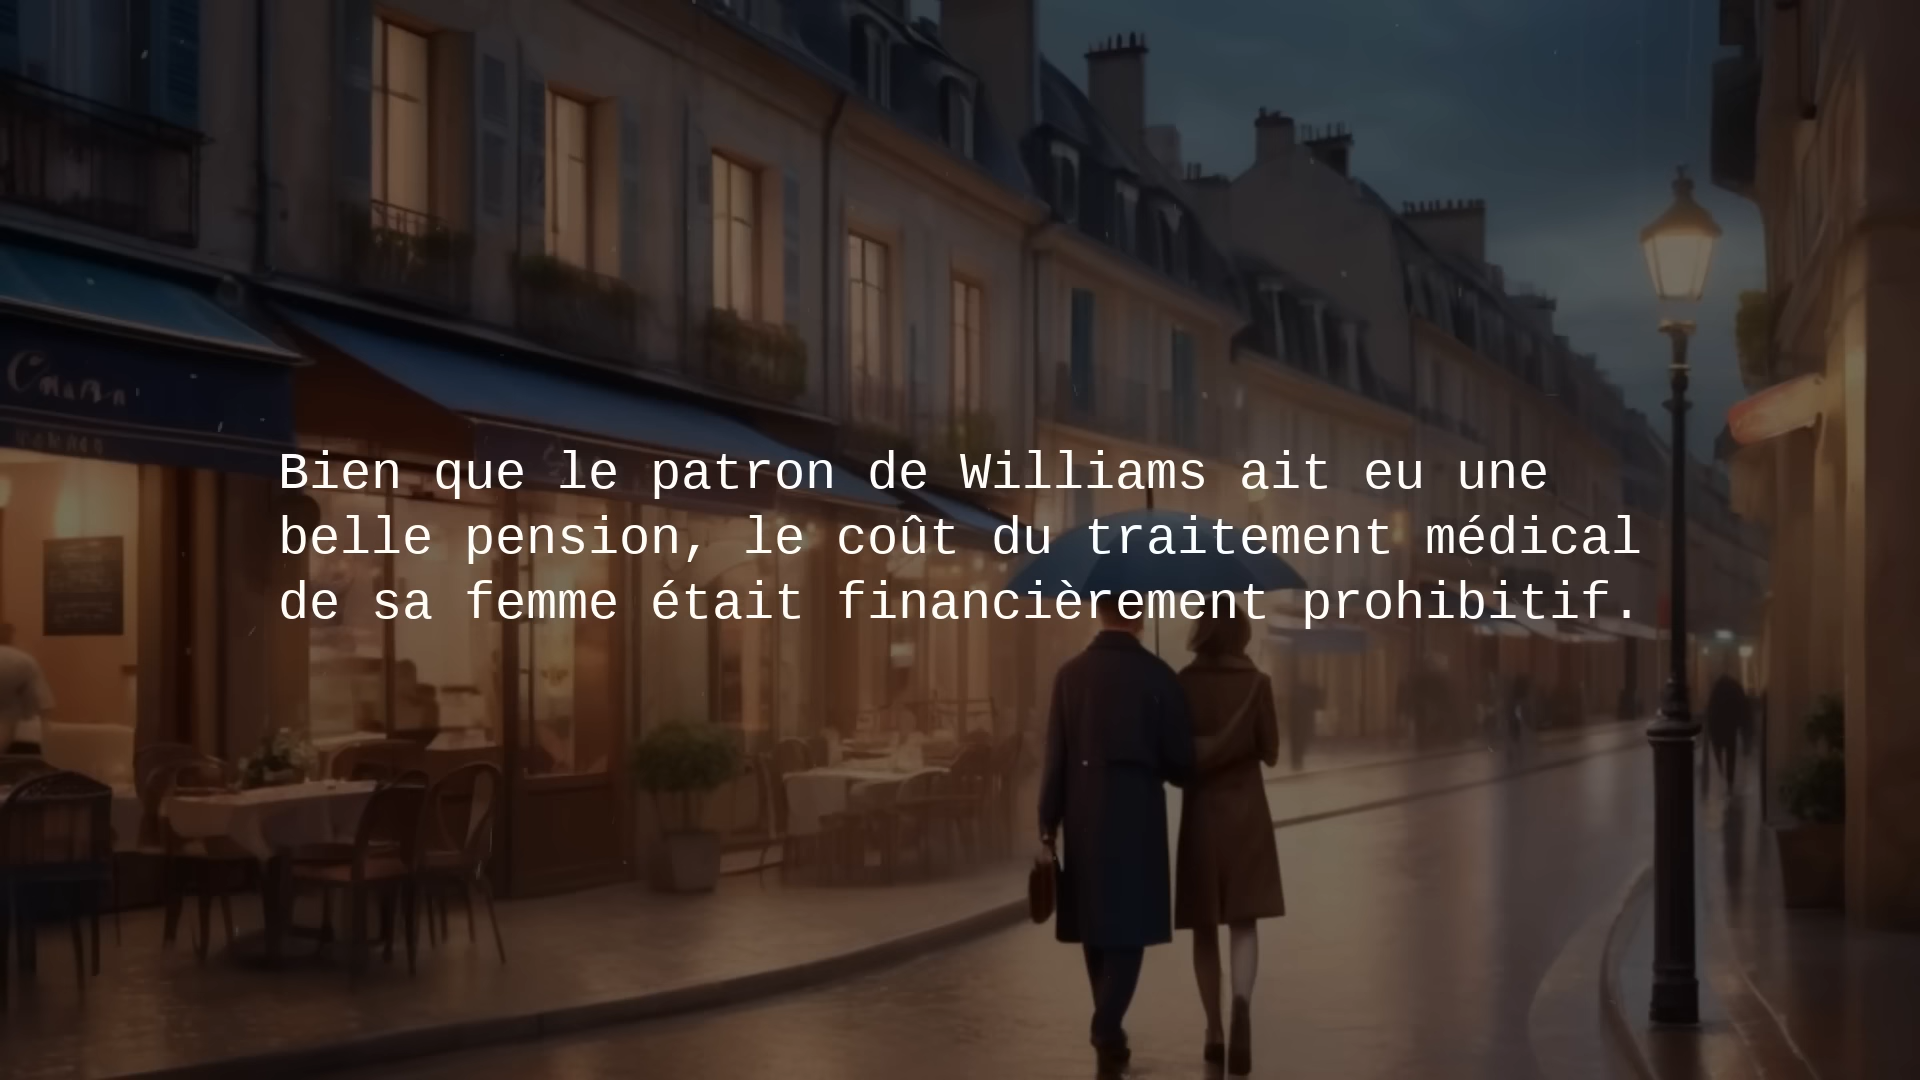 Bien que le patron de Williams ait eu une
belle pension, le coût du traitement médical
de sa femme était financièrement prohibitif.